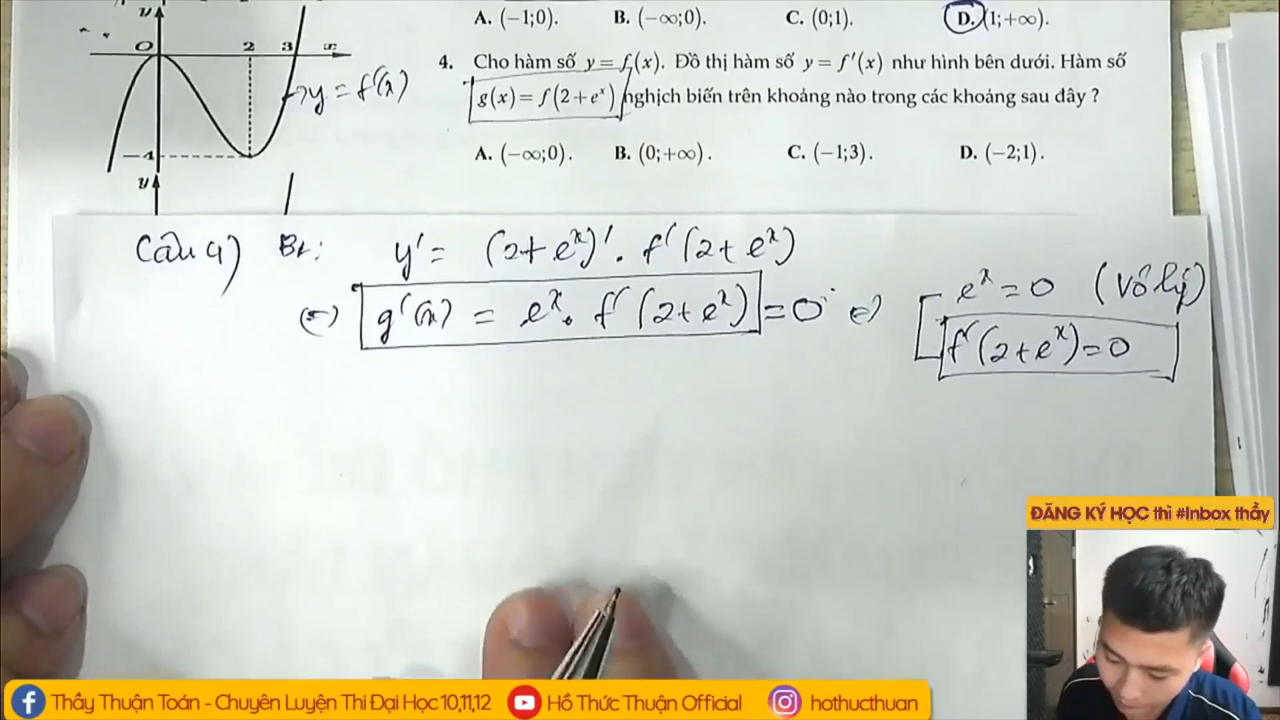 A. (−1;0). B. (−∞;0). C. (0;1). D. (1;+∞).
y
O 2 3 x
−4
y = f'(x)
y
4. Cho hàm số y = f(x). Đồ thị hàm số y = f'(x) như hình bên dưới. Hàm số
g(x) = f(2+eˣ) nghịch biến trên khoảng nào trong các khoảng sau đây ?
A. (−∞;0). B. (0;+∞). C. (−1;3). D. (−2;1).
Câu 4) y' = (2+eˣ)'. f'(2+eˣ)
g'(x) = eˣ. f'(2+eˣ) = 0 eˣ = 0 (vô lý)
f'(2+eˣ) = 0
ĐĂNG KÝ HỌC thì #Inbox thầy
Thầy Thuận Toán - Chuyên Luyện Thi Đại Học 10,11,12 Hồ Thức Thuận Official hothucthuan